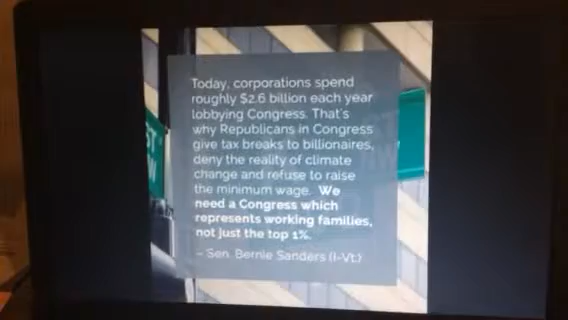 Today, corporations spend
roughly $2.6 billion each year
lobbying Congress. That's
why Republicans in Congress
give tax breaks to billionaires,
deny the reality of climate
change and refuse to raise
the minimum wage. We
need a Congress which
represents working families,
not just the top 1%.
– Sen. Bernie Sanders (I-Vt.)
ST
W
ST